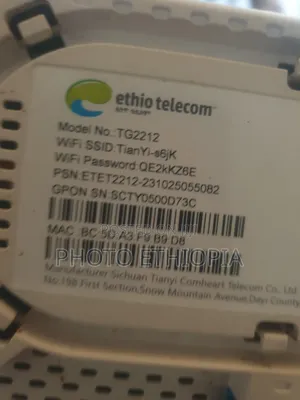 ethio telecom
Model No.:TG2212
WiFi SSID:TianYi-s6jK
WiFi Password:QE2kKZ6E
PSN:ETET2212-231025055082
GPON SN:SCTY0500D73C
MAC: BC 5D A3 F9 B9 D8
PHOTO ETHIOPIA
Manufacturer Sichuan Tianyi Comheart Telecom Co., Ltd
No.198 First Section,Snow Mountain Avenue,Dayi County